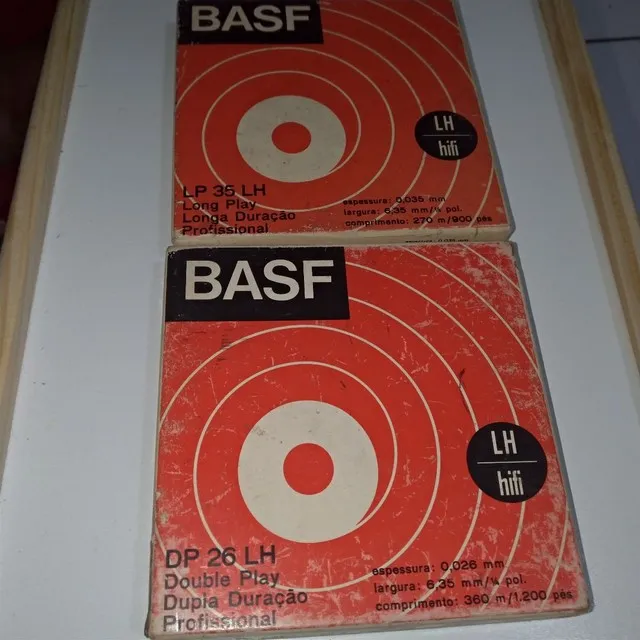 BASF
LH
hifi
LP 35 LH
Long Play
Longa Duração
Profissional
espessura: 0,035 mm
largura: 6,35 mm/¼ pol.
comprimento: 270 m/900 pés
BASF
LH
hifi
DP 26 LH
Double Play
Dupla Duração
Profissional
espessura: 0,026 mm
largura: 6,35 mm/¼ pol.
comprimento: 360 m/1.200 pés